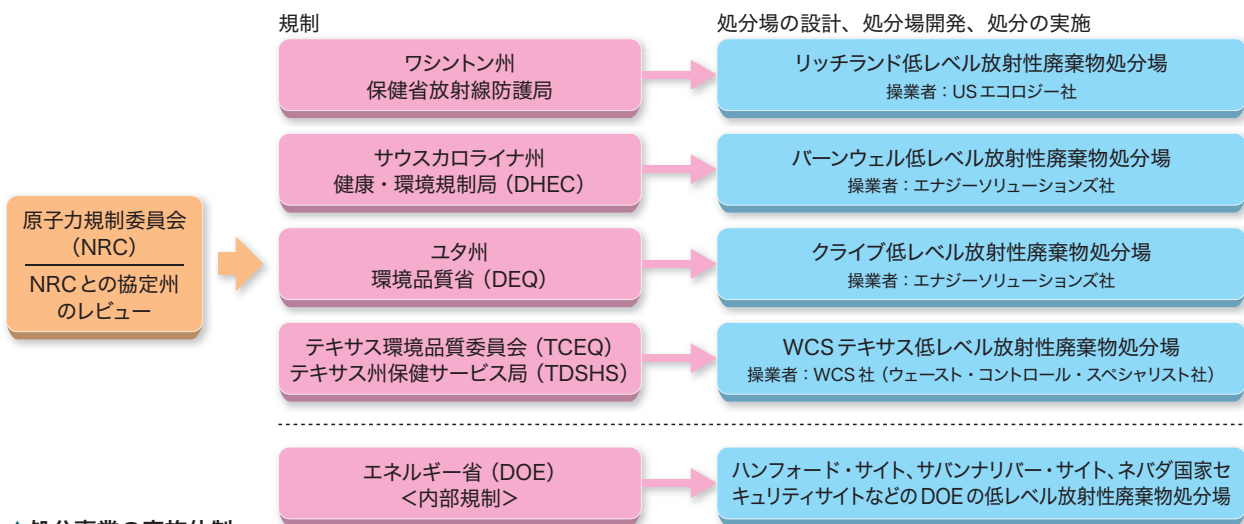 規制
処分場の設計、処分場開発、処分の実施
原子力規制委員会
(NRC)
NRCとの協定州
のレビュー
ワシントン州
保健省放射線防護局
リッチランド低レベル放射性廃棄物処分場
操業者：USエコロジー社
サウスカロライナ州
健康・環境規制局（DHEC）
バーンウェル低レベル放射性廃棄物処分場
操業者：エナジーソリューションズ社
ユタ州
環境品質省（DEQ）
クライブ低レベル放射性廃棄物処分場
操業者：エナジーソリューションズ社
テキサス環境品質委員会（TCEQ）
テキサス州保健サービス局（TDSHS）
WCSテキサス低レベル放射性廃棄物処分場
操業者：WCS社（ウェースト・コントロール・スペシャリスト社）
エネルギー省（DOE）
<内部規制>
ハンフォード・サイト、サバンナリバー・サイト、ネバダ国家セ
キュリティサイトなどのDOEの低レベル放射性廃棄物処分場